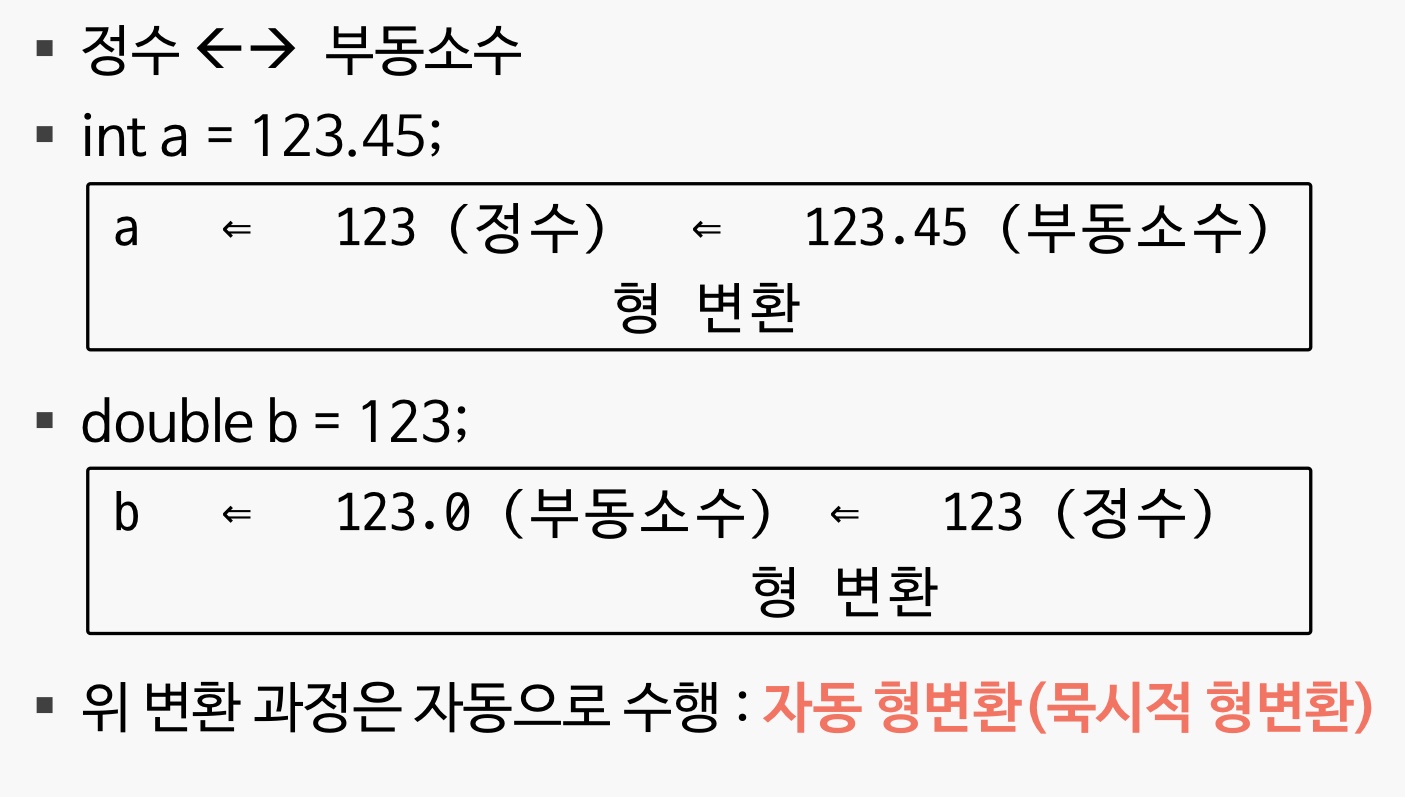 ▪ 정수 ←→ 부동소수
▪ int a = 123.45;
a ⇐ 123 (정수) ⇐ 123.45 (부동소수)
형 변환
▪ double b = 123;
b ⇐ 123.0 (부동소수) ⇐ 123 (정수)
형 변환
▪ 위 변환 과정은 자동으로 수행 : 자동 형변환(묵시적 형변환)